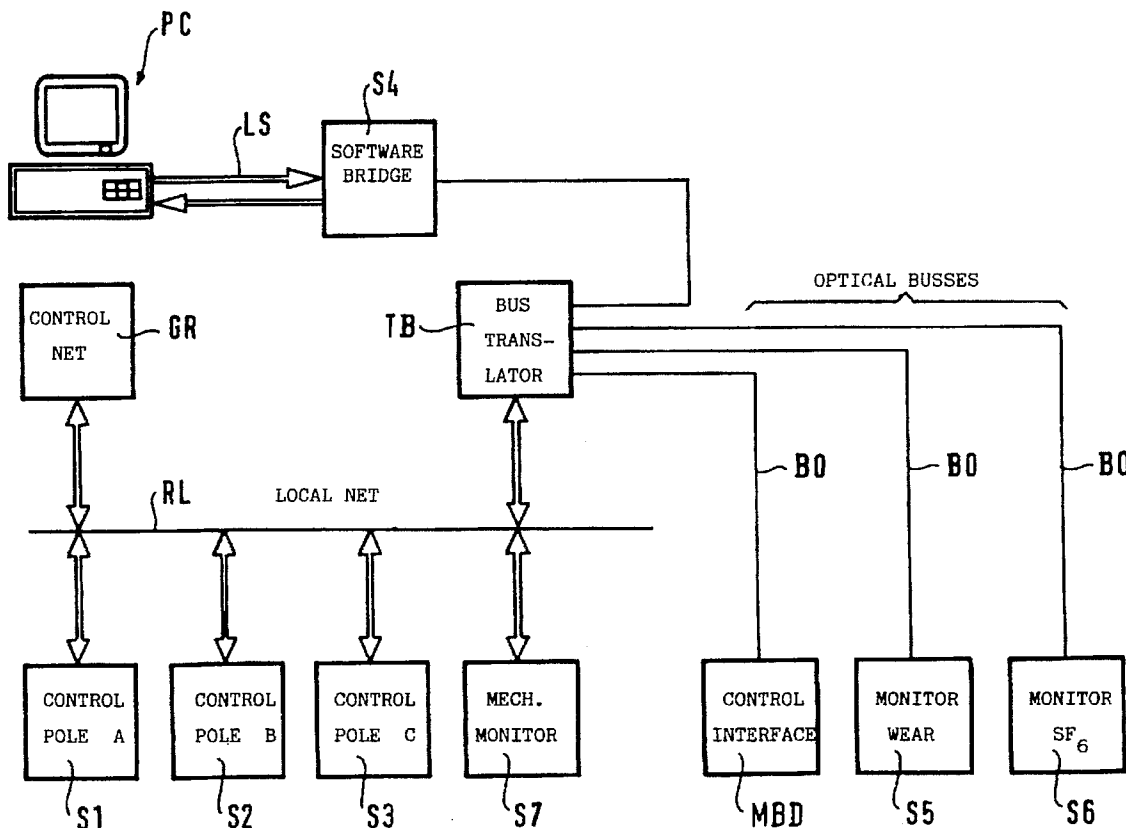 PC
S4
LS
SOFTWARE
BRIDGE
OPTICAL BUSSES
CONTROL
NET
GR
TB
BUS
TRANS-
LATOR
BO
BO
BO
RL
LOCAL NET
CONTROL
POLE A
CONTROL
POLE B
CONTROL
POLE C
MECH.
MONITOR
CONTROL
INTERFACE
MONITOR
WEAR
MONITOR
SF6
S1
S2
S3
S7
MBD
S5
S6